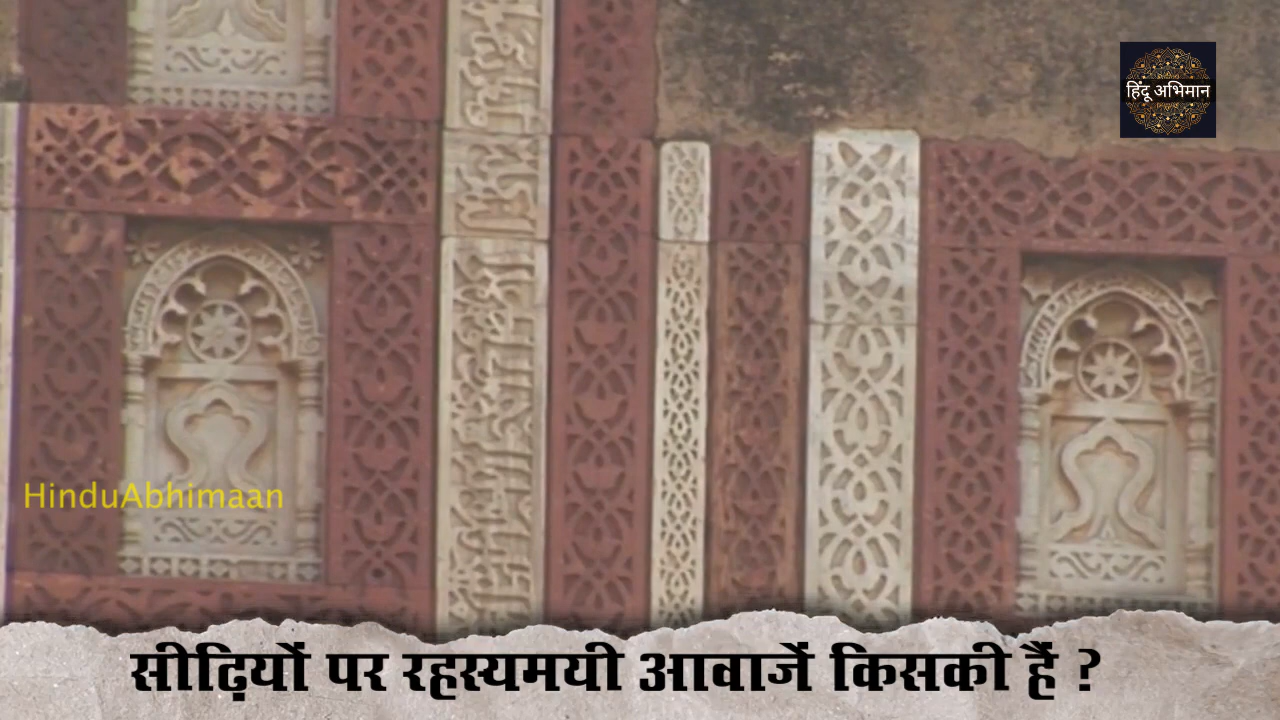 हिंदू अभिमान
HinduAbhimaan
सीढ़ियों पर रहस्यमयी आवाजें किसकी हैं ?